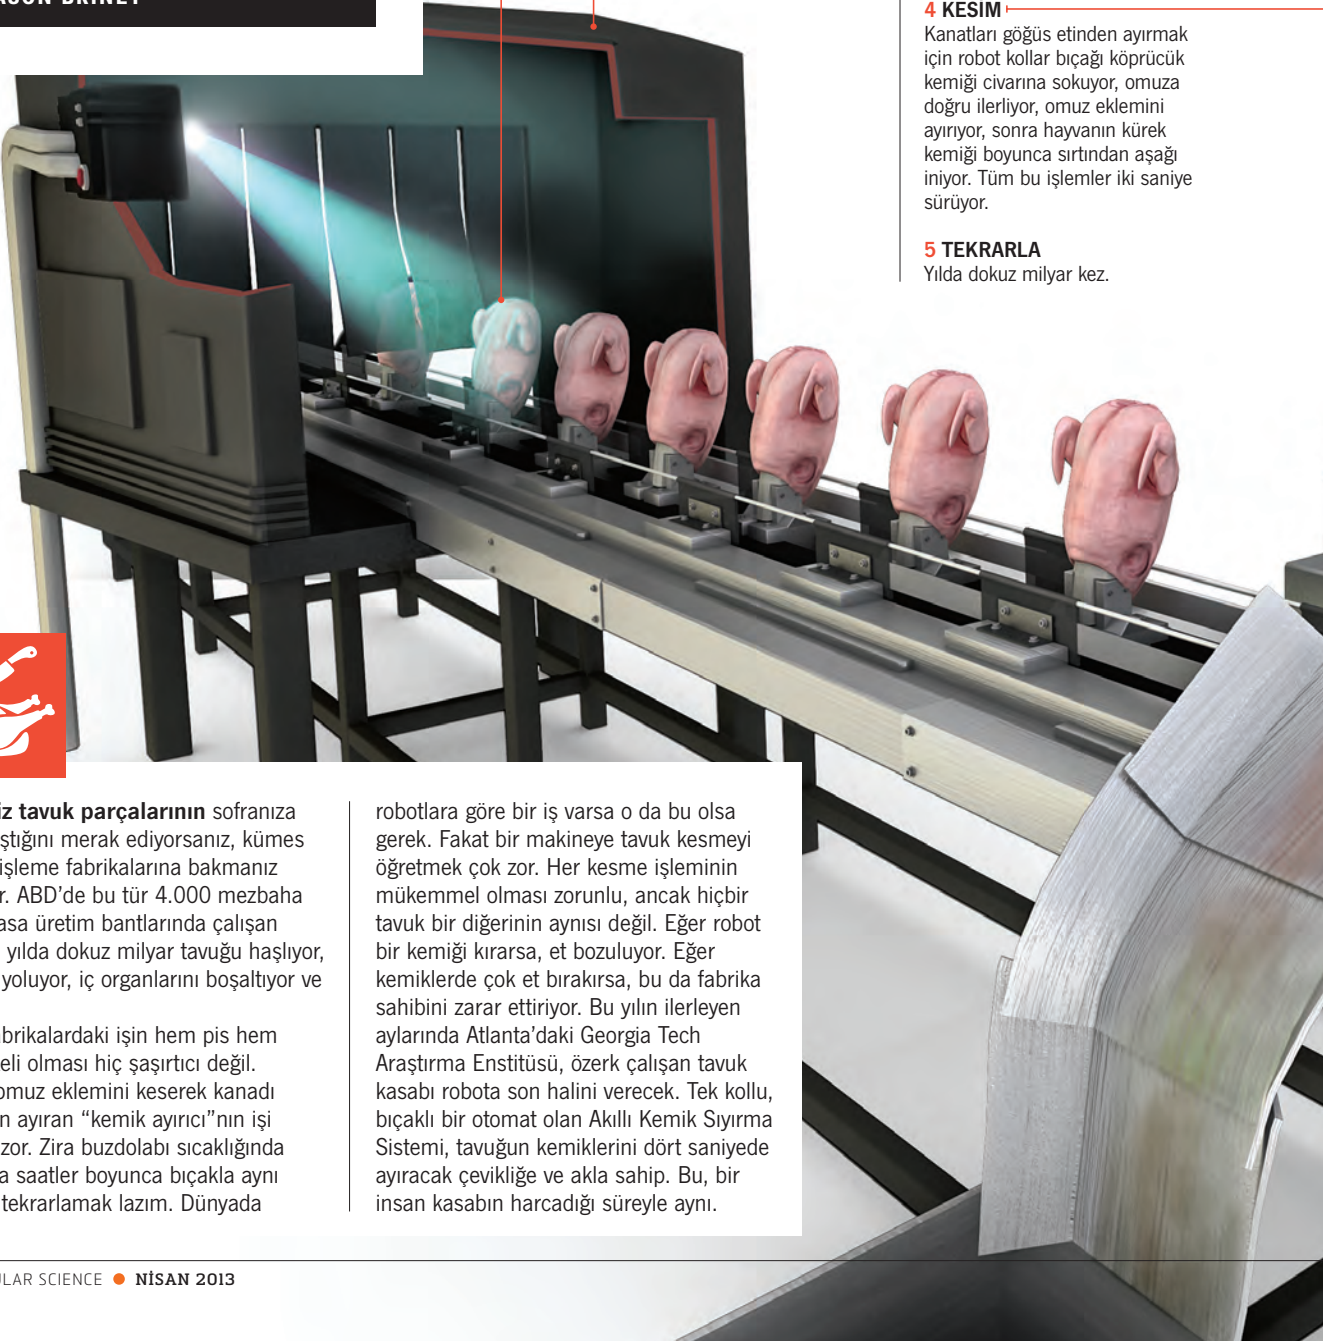 4 KESİM
Kanatları göğüs etinden ayırmak
için robot kollar bıçağı köprücük
kemiği civarına sokuyor, omuza
doğru ilerliyor, omuz eklemini
ayırıyor, sonra hayvanın kürek
kemiği boyunca sırtından aşağı
iniyor. Tüm bu işlemler iki saniye
sürüyor.
5 TEKRARLA
Yılda dokuz milyar kez.
tavuk parçalarının sofranıza
merak ediyorsanız, kümes
işleme fabrikalarına bakmanız
ABD’de bu tür 4.000 mezbaha
üretim bantlarında çalışan
yılda dokuz milyar tavuğu haşlıyor,
yoluyor, iç organlarını boşaltıyor ve
işin hem pis hem
olması hiç şaşırtıcı değil.
eklemini keserek kanadı
ayıran “kemik ayırıcı”nın işi
zor. Zira buzdolabı sıcaklığında
saatler boyunca bıçakla aynı
tekrarlamak lazım. Dünyada
robotlara göre bir iş varsa o da bu olsa
gerek. Fakat bir makineye tavuk kesmeyi
öğretmek çok zor. Her kesme işleminin
mükemmel olması zorunlu, ancak hiçbir
tavuk bir diğerinin aynısı değil. Eğer robot
bir kemiği kırarsa, et bozuluyor. Eğer
kemiklerde çok et bırakırsa, bu da fabrika
sahibini zarar ettiriyor. Bu yılın ilerleyen
aylarında Atlanta’daki Georgia Tech
Araştırma Enstitüsü, özerk çalışan tavuk
kasabı robota son halini verecek. Tek kollu,
bıçaklı bir otomat olan Akıllı Kemik Sıyırma
Sistemi, tavuğun kemiklerini dört saniyede
ayıracak çevikliğe ve akla sahip. Bu, bir
insan kasabın harcadığı süreyle aynı.
SCIENCE ● NİSAN 2013